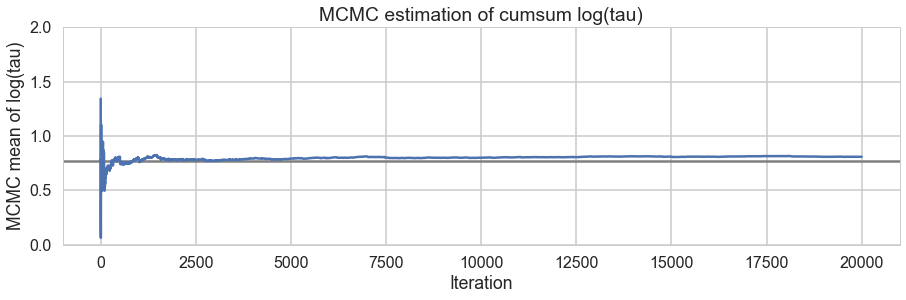 MCMC estimation of cumsum log(tau)
MCMC mean of log(tau)
2.0
1.5
1.0
0.5
0.0
0 2500 5000 7500 10000 12500 15000 17500 20000
Iteration